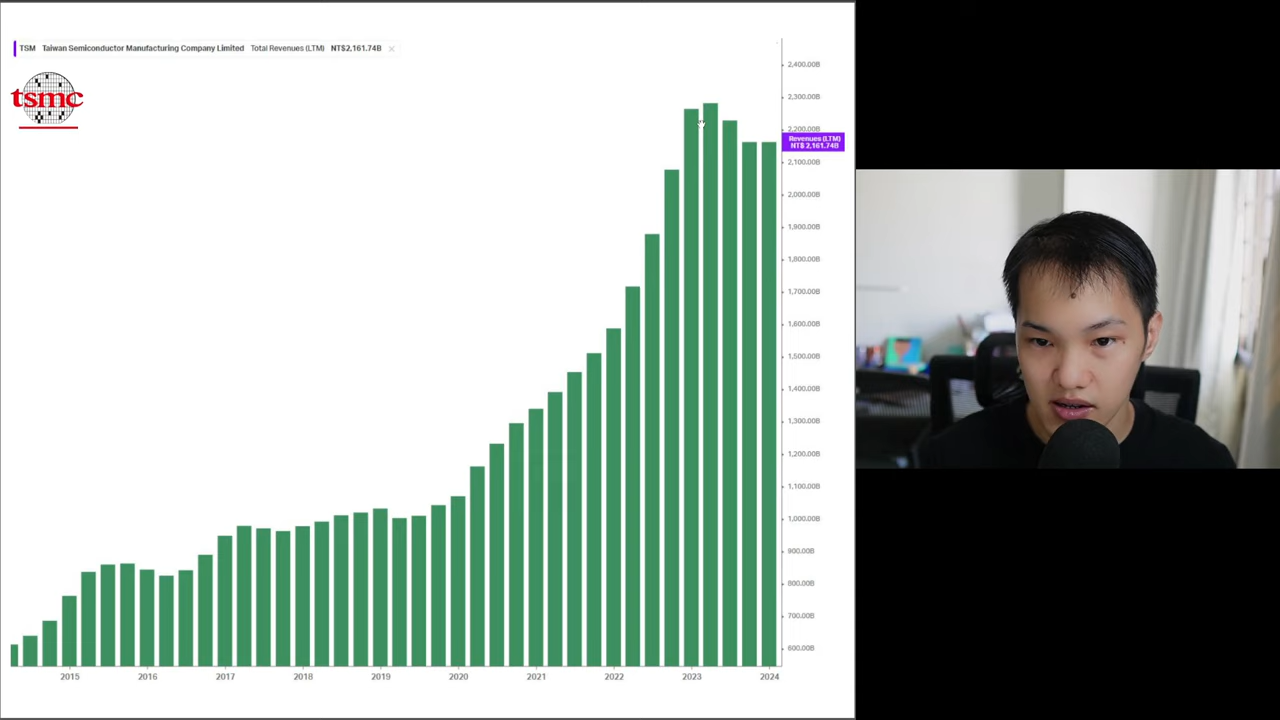 TSM Taiwan Semiconductor Manufacturing Company Limited Total Revenues (LTM) NT$2,161.74B ×
tsmc
2,400.00B
2,300.00B
2,200.00B
Revenues (LTM)
NT$ 2,161.74B
2,100.00B
2,000.00B
1,900.00B
1,800.00B
1,700.00B
1,600.00B
1,500.00B
1,400.00B
1,300.00B
1,200.00B
1,100.00B
1,000.00B
900.00B
800.00B
700.00B
600.00B
2015 2016 2017 2018 2019 2020 2021 2022 2023 2024